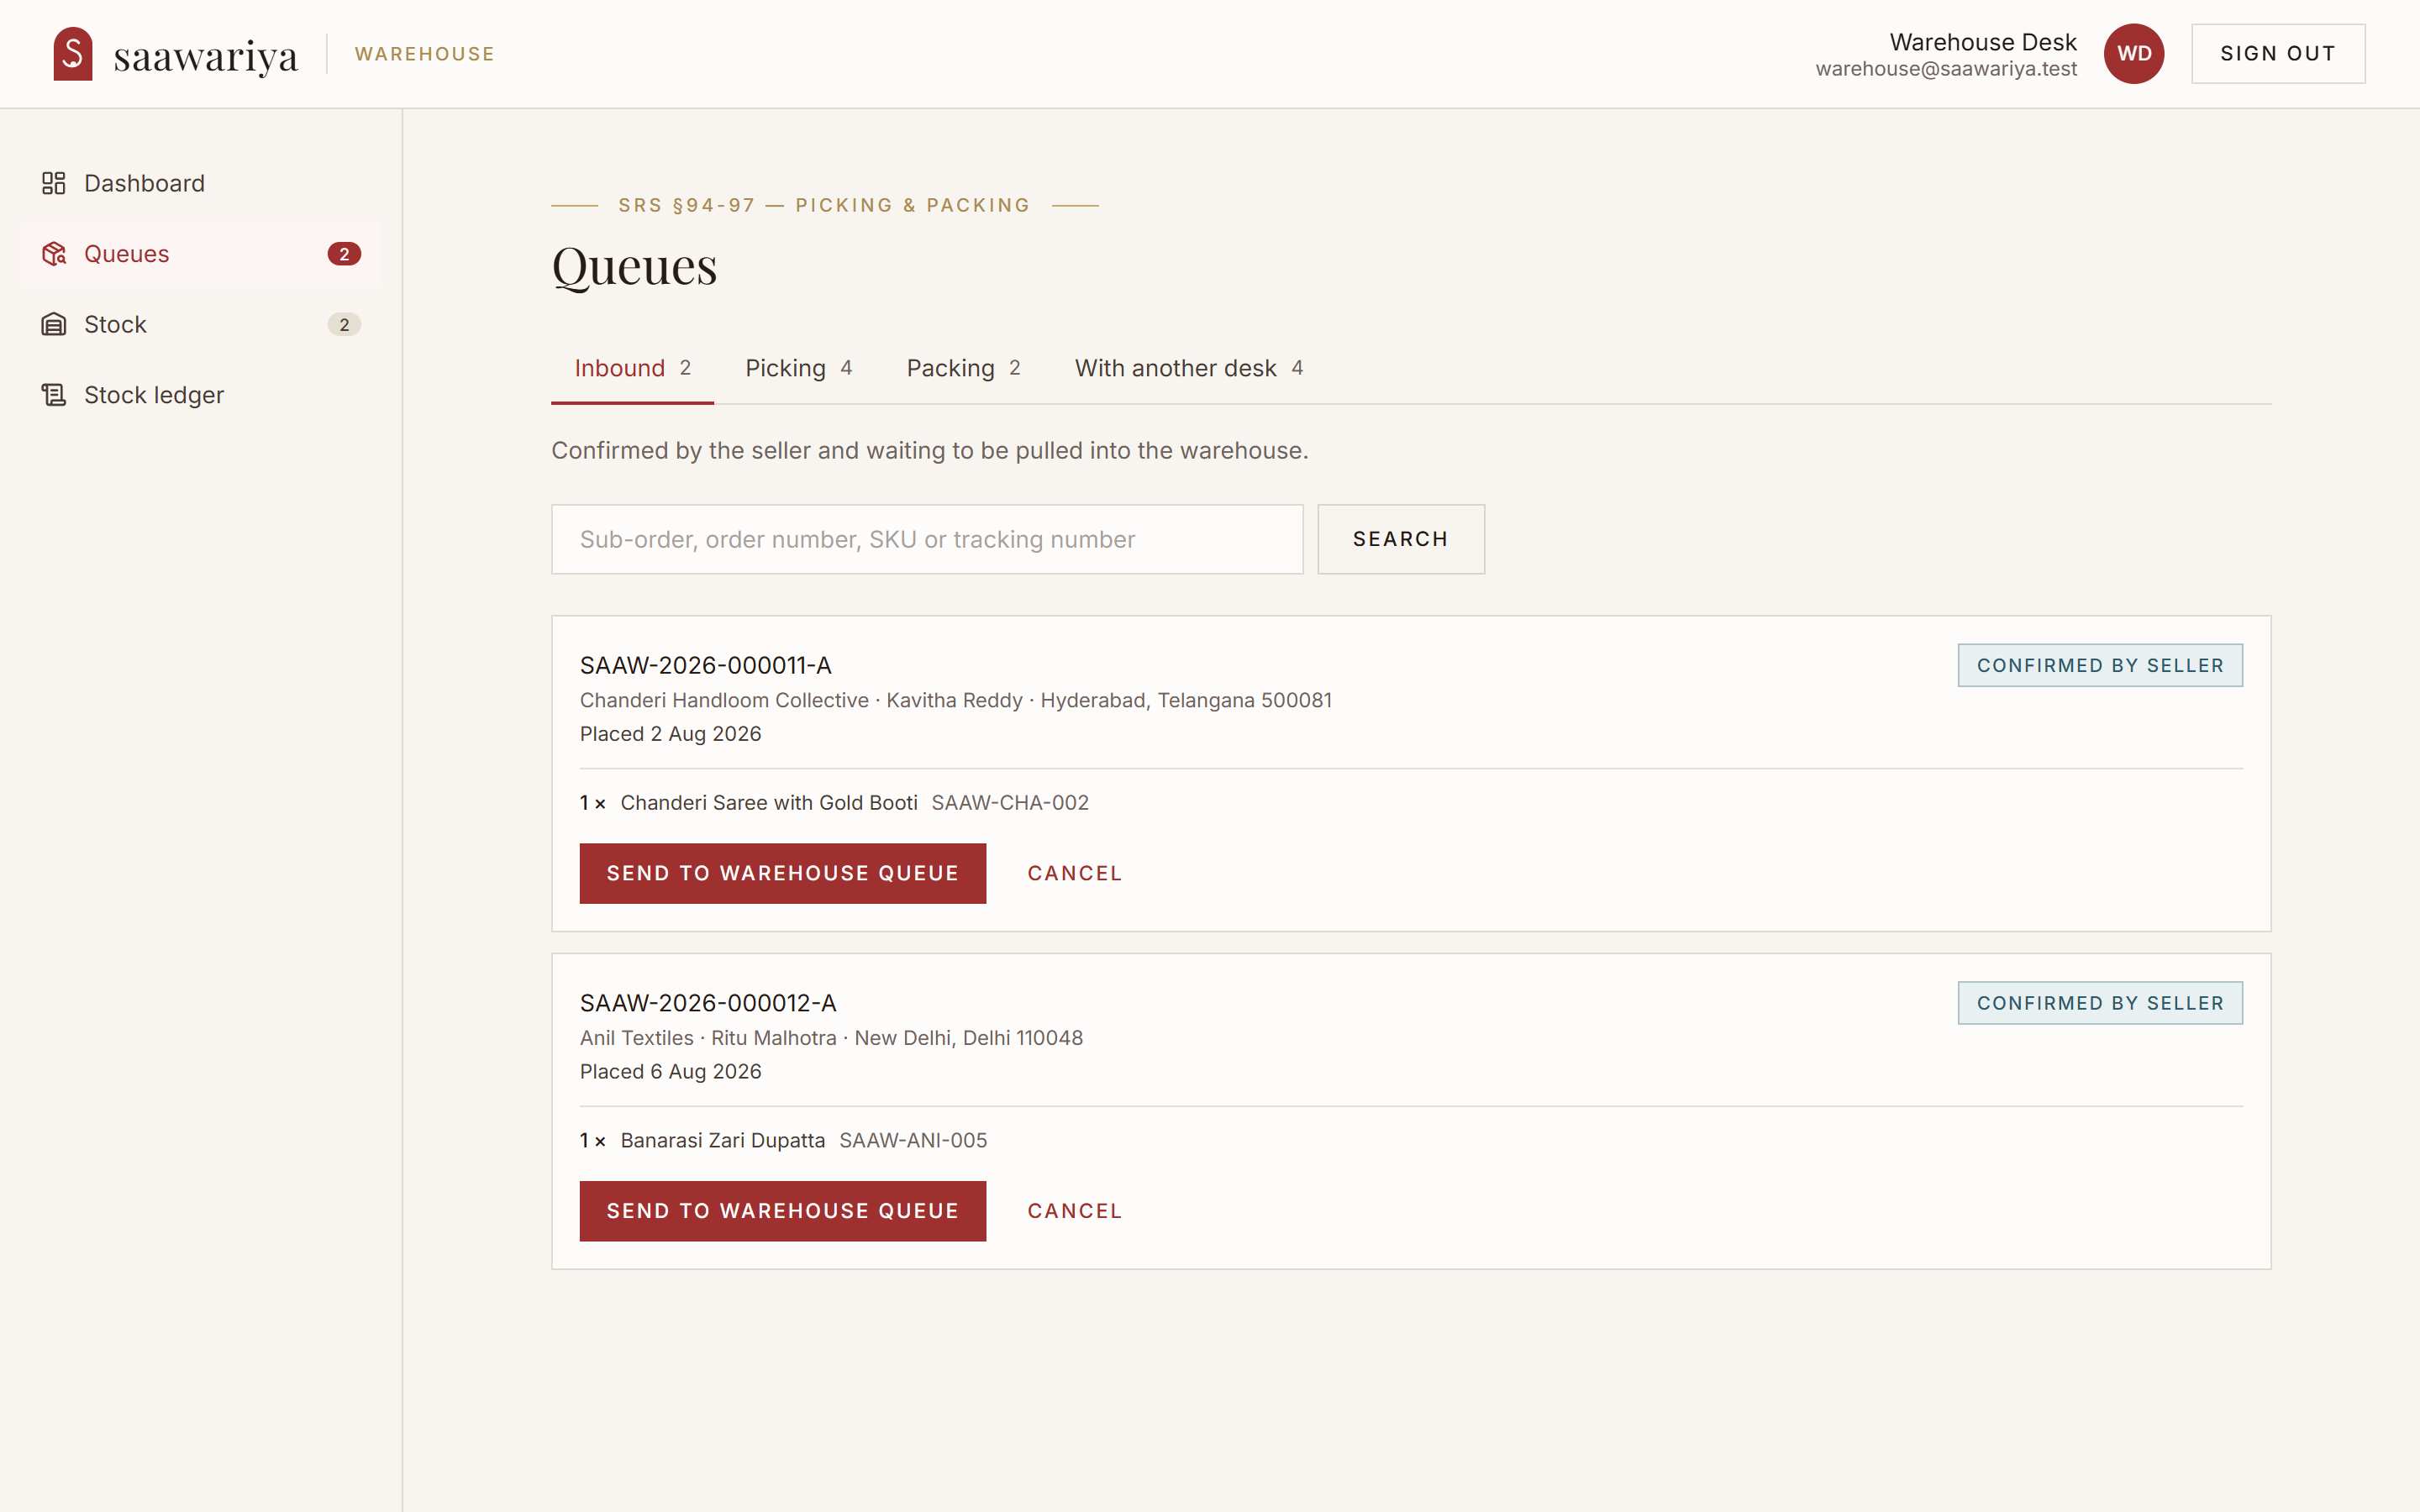 S saawariya WAREHOUSE
Warehouse Desk
warehouse@saawariya.test
WD
SIGN OUT
Dashboard
Queues 2
Stock 2
Stock ledger
SRS §94-97 — PICKING & PACKING
Queues
Inbound 2 Picking 4 Packing 2 With another desk 4
Confirmed by the seller and waiting to be pulled into the warehouse.
Sub-order, order number, SKU or tracking number
SEARCH
SAAW-2026-000011-A
CONFIRMED BY SELLER
Chanderi Handloom Collective · Kavitha Reddy · Hyderabad, Telangana 500081
Placed 2 Aug 2026
1 × Chanderi Saree with Gold Booti SAAW-CHA-002
SEND TO WAREHOUSE QUEUE CANCEL
SAAW-2026-000012-A
CONFIRMED BY SELLER
Anil Textiles · Ritu Malhotra · New Delhi, Delhi 110048
Placed 6 Aug 2026
1 × Banarasi Zari Dupatta SAAW-ANI-005
SEND TO WAREHOUSE QUEUE CANCEL